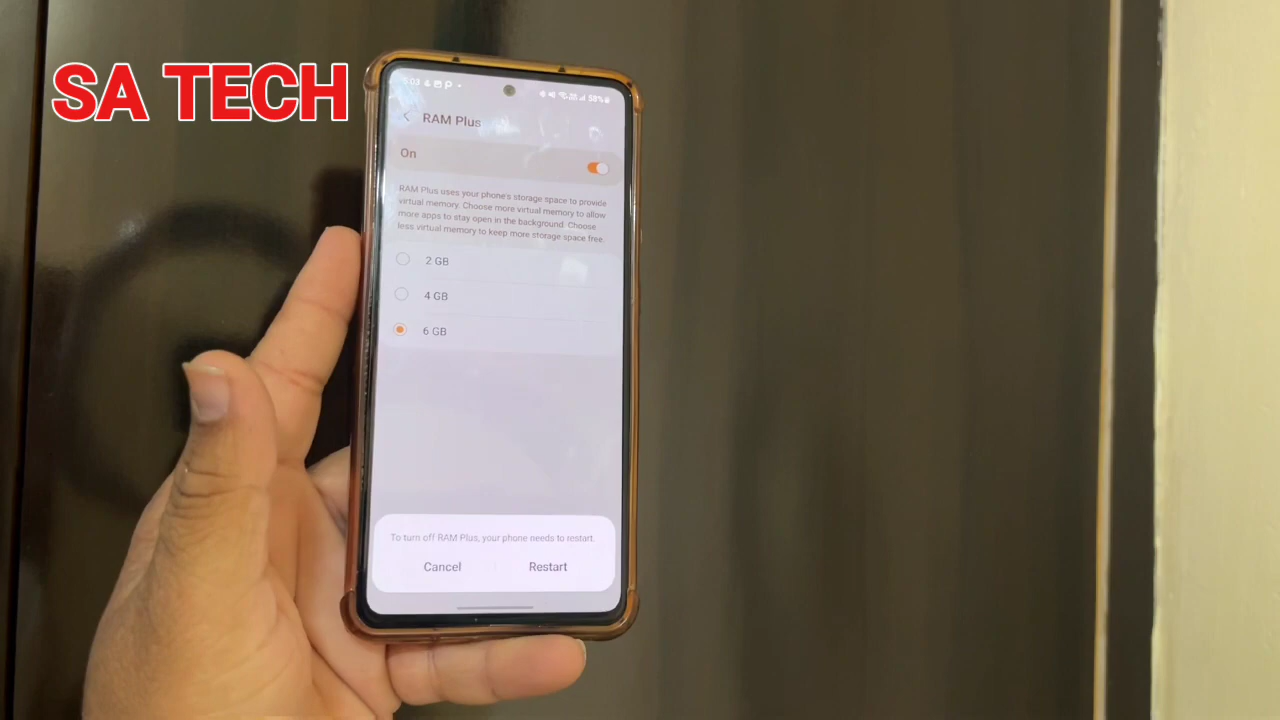 SA TECH
5:03
58%
RAM Plus
On
RAM Plus uses your phone's storage space to provide
virtual memory. Choose more virtual memory to allow
more apps to stay open in the background. Choose
less virtual memory to keep more storage space free.
2 GB
4 GB
6 GB
To turn off RAM Plus, your phone needs to restart.
Cancel
Restart